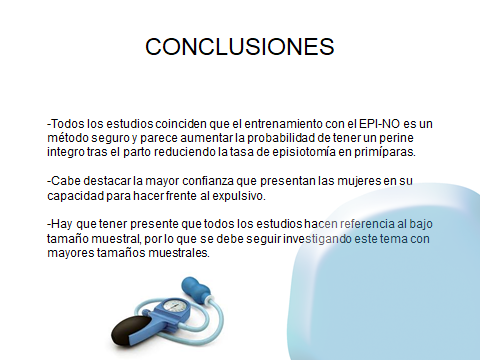 CONCLUSIONES
-Todos los estudios coinciden que el entrenamiento con el EPI-NO es un
método seguro y parece aumentar la probabilidad de tener un perine
integro tras el parto reduciendo la tasa de episiotomía en primíparas.
-Cabe destacar la mayor confianza que presentan las mujeres en su
capacidad para hacer frente al expulsivo.
-Hay que tener presente que todos los estudios hacen referencia al bajo
tamaño muestral, por lo que se debe seguir investigando este tema con
mayores tamaños muestrales.